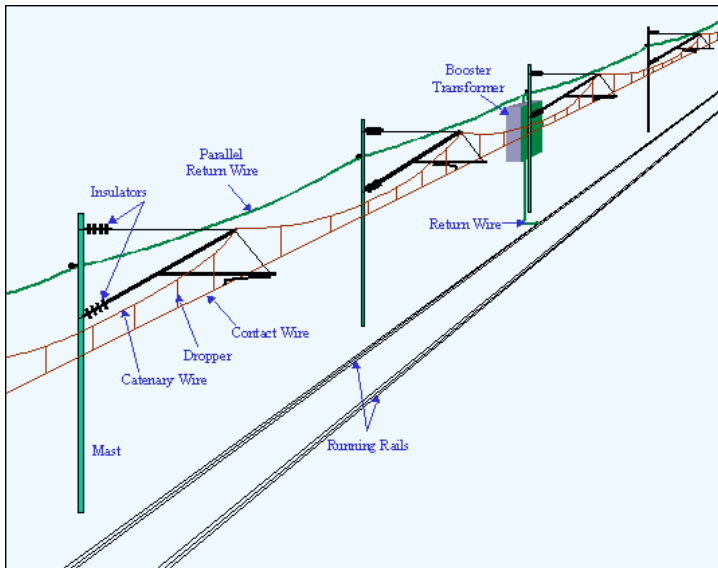 Booster
Transformer
Parallel
Return Wire
Insulators
Return Wire
Contact Wire
Dropper
Catenary Wire
Running Rails
Mast